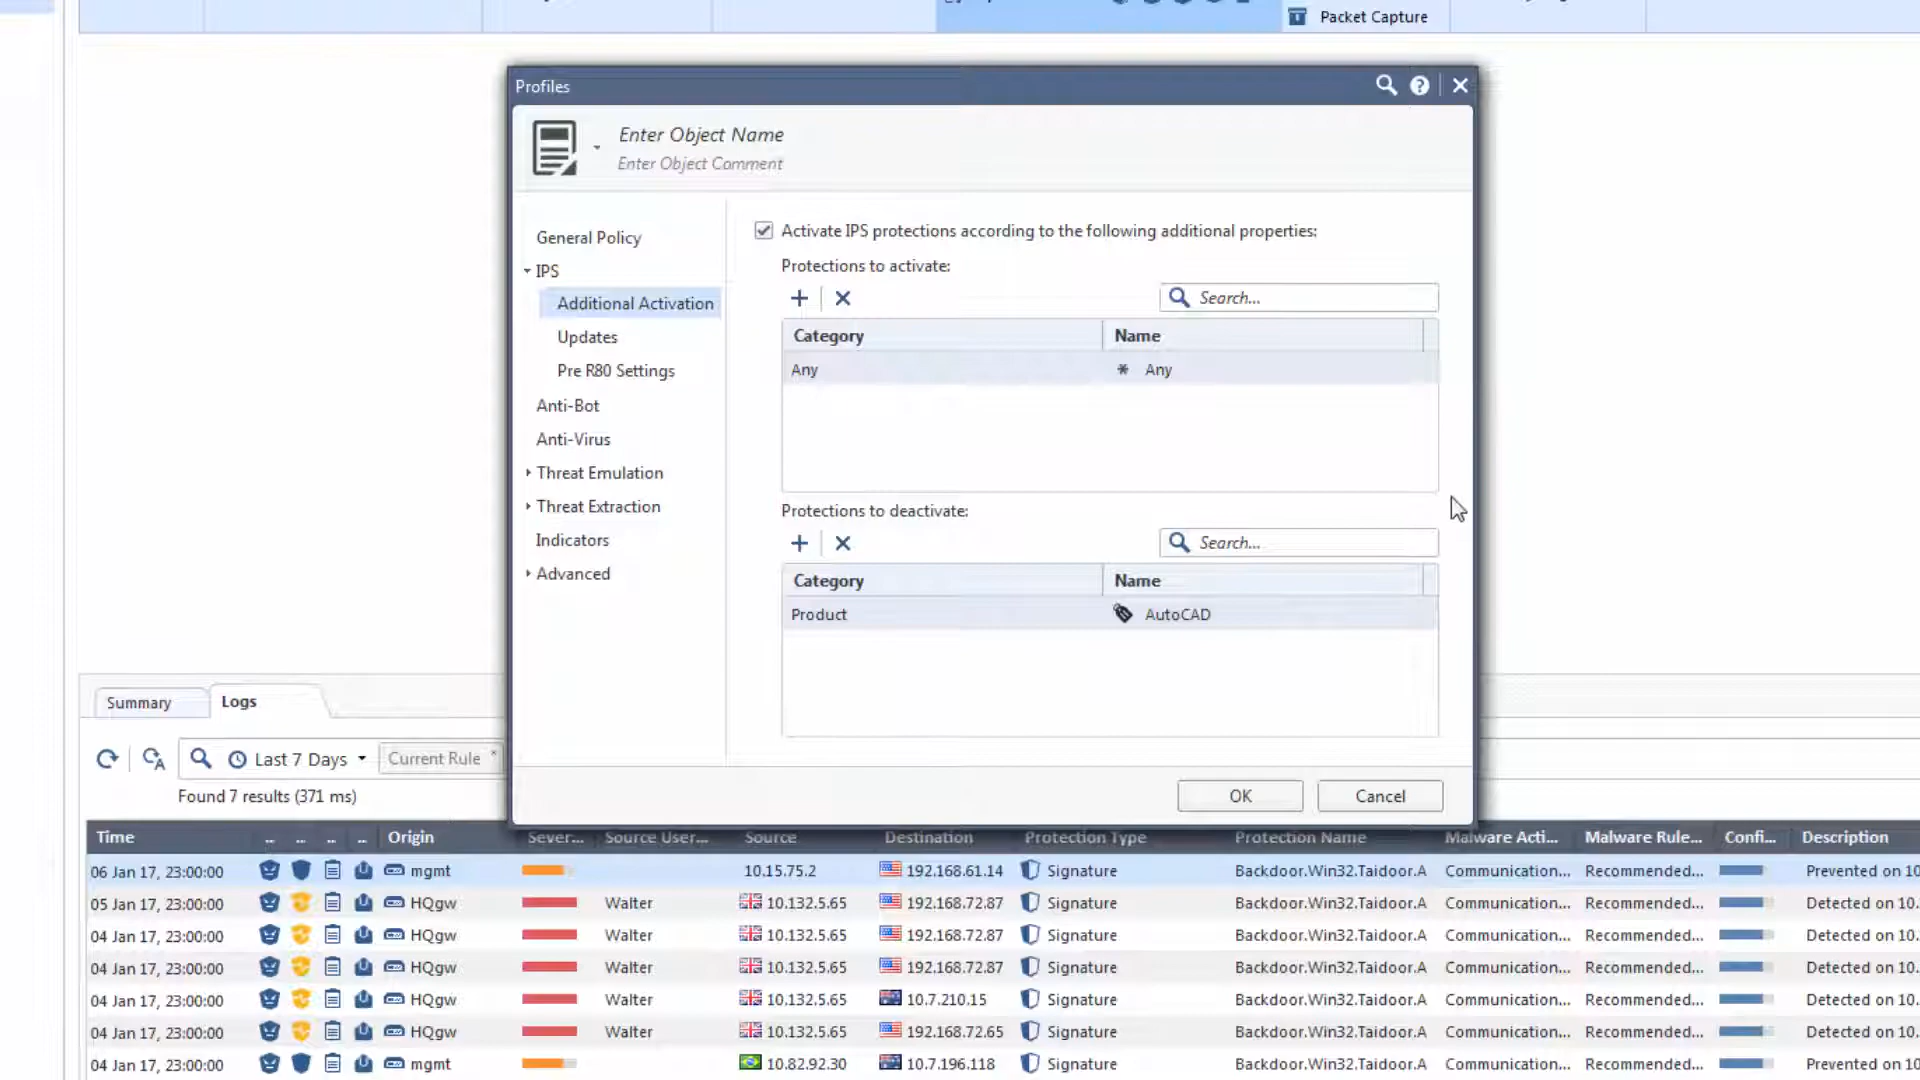 Packet Capture
Profiles
Enter Object Name
Enter Object Comment
General Policy
IPS
Additional Activation
Updates
Pre R80 Settings
Anti-Bot
Anti-Virus
Threat Emulation
Threat Extraction
Indicators
Advanced
Activate IPS protections according to the following additional properties:
Protections to activate:
Search...
Category Name
Any * Any
Protections to deactivate:
Search...
Category Name
Product AutoCAD
OK Cancel
Summary Logs
Last 7 Days Current Rule
Found 7 results (371 ms)
Time .. .. .. .. Origin Sever... Source User... Source Destination Protection Type Protection Name Malware Acti... Malware Rule... Confi... Description
06 Jan 17, 23:00:00 mgmt 10.15.75.2 192.168.61.14 Signature Backdoor.Win32.Taidoor.A Communication... Recommended... Prevented on 10
05 Jan 17, 23:00:00 HQgw Walter 10.132.5.65 192.168.72.87 Signature Backdoor.Win32.Taidoor.A Communication... Recommended... Detected on 10.
04 Jan 17, 23:00:00 HQgw Walter 10.132.5.65 192.168.72.87 Signature Backdoor.Win32.Taidoor.A Communication... Recommended... Detected on 10.
04 Jan 17, 23:00:00 HQgw Walter 10.132.5.65 192.168.72.87 Signature Backdoor.Win32.Taidoor.A Communication... Recommended... Detected on 10.
04 Jan 17, 23:00:00 HQgw Walter 10.132.5.65 10.7.210.15 Signature Backdoor.Win32.Taidoor.A Communication... Recommended... Detected on 10.
04 Jan 17, 23:00:00 HQgw Walter 10.132.5.65 192.168.72.65 Signature Backdoor.Win32.Taidoor.A Communication... Recommended... Detected on 10.
04 Jan 17, 23:00:00 mgmt 10.82.92.30 10.7.196.118 Signature Backdoor.Win32.Taidoor.A Communication... Recommended... Prevented on 10